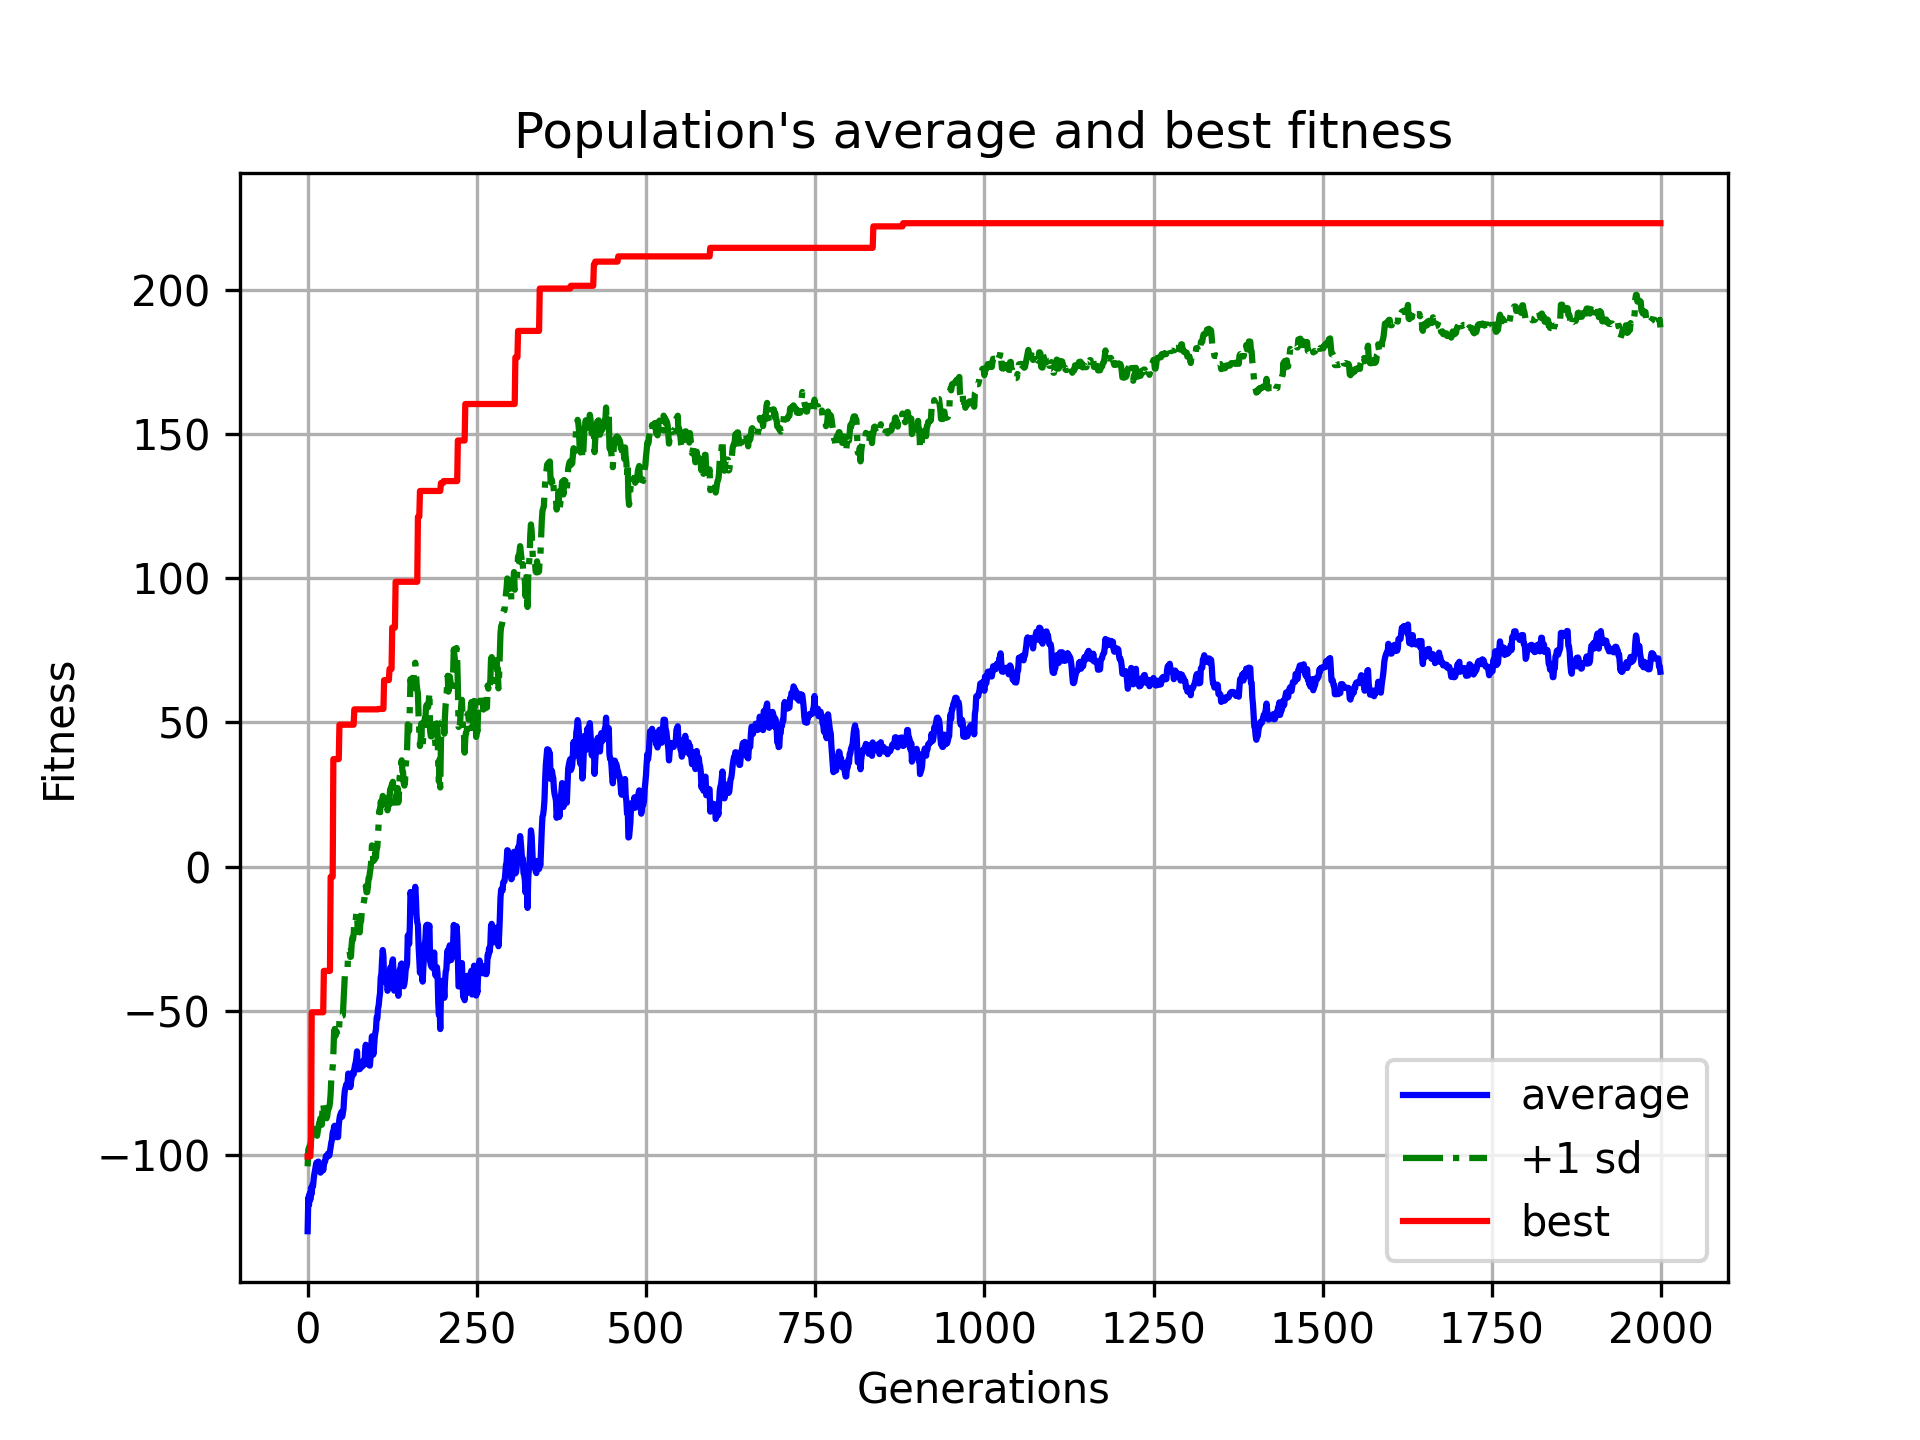 Population's average and best fitness
Fitness
200
150
100
50
0
−50
−100
0 250 500 750 1000 1250 1500 1750 2000
Generations
average
+1 sd
best